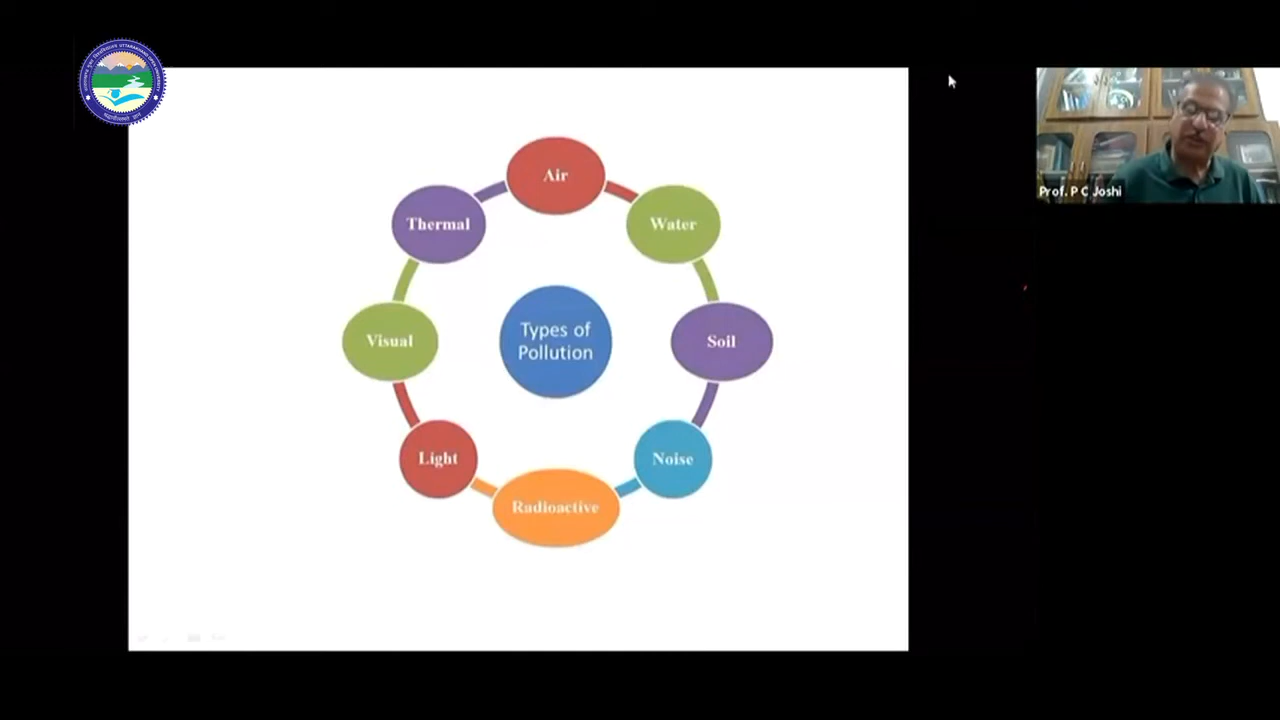 Air
Thermal
Water
Visual
Types of
Pollution
Soil
Light
Noise
Radioactive
Prof. P C Joshi